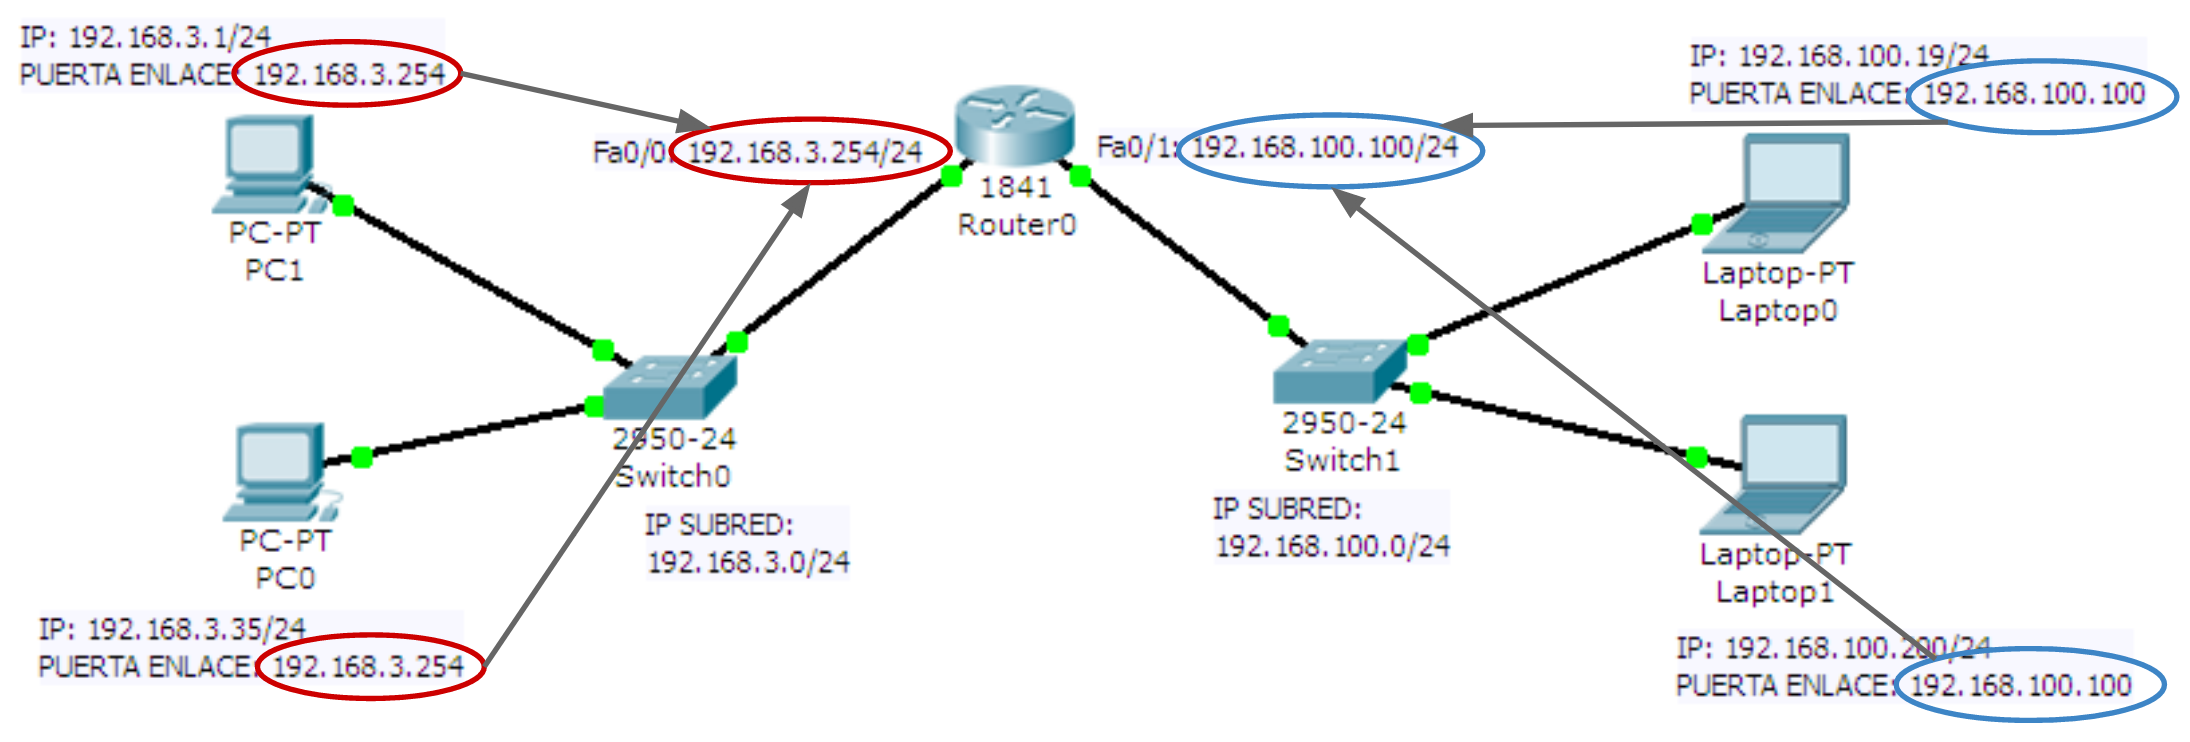 IP: 192.168.3.1/24
PUERTA ENLACE: 192.168.3.254
PC-PT
PC1
Fa0/0: 192.168.3.254/24
1841
Router0
Fa0/1: 192.168.100.100/24
IP: 192.168.100.19/24
PUERTA ENLACE: 192.168.100.100
Laptop-PT
Laptop0
2950-24
Switch0
IP SUBRED:
192.168.3.0/24
2950-24
Switch1
IP SUBRED:
192.168.100.0/24
PC-PT
PC0
IP: 192.168.3.35/24
PUERTA ENLACE: 192.168.3.254
Laptop-PT
Laptop1
IP: 192.168.100.200/24
PUERTA ENLACE: 192.168.100.100